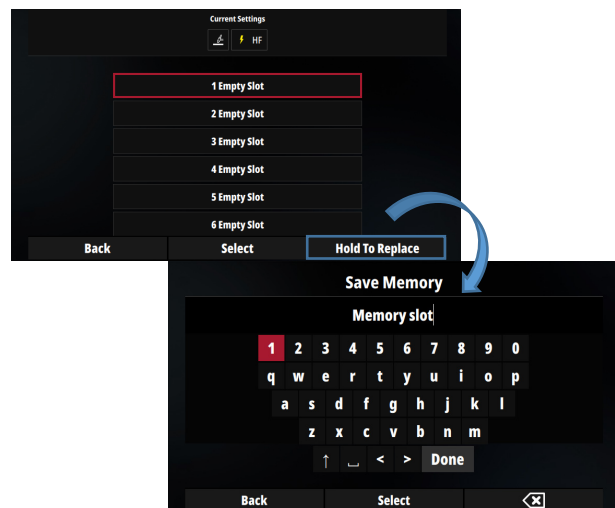 Current Settings
HF
1 Empty Slot
2 Empty Slot
3 Empty Slot
4 Empty Slot
5 Empty Slot
6 Empty Slot
Back Select Hold To Replace
Save Memory
Memory slot
1 2 3 4 5 6 7 8 9 0
q w e r t y u i o p
a s d f g h j k l
z x c v b n m
↑ ⎵ < > Done
Back Select ⌫